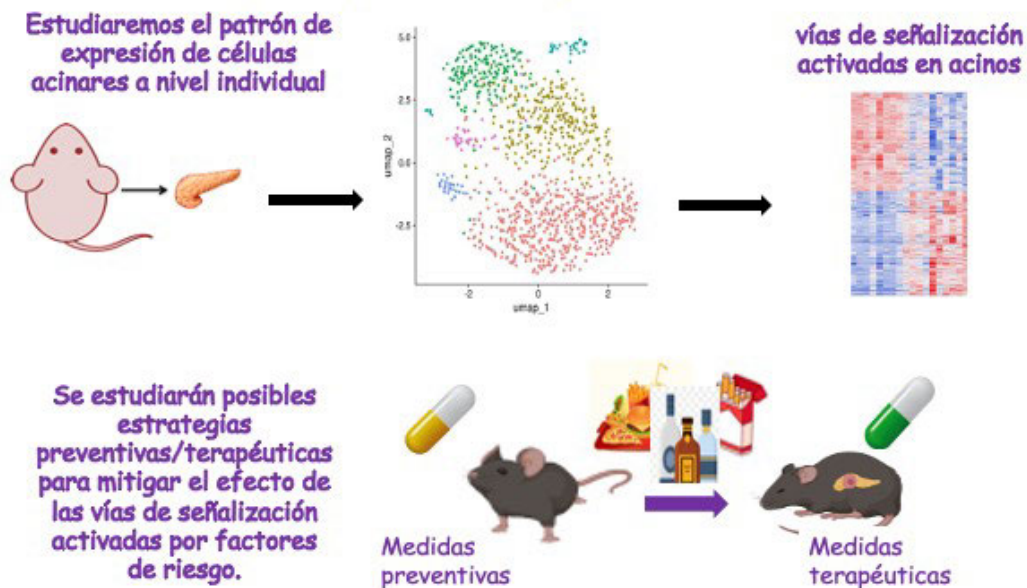 Estudiaremos el patrón de
expresión de células
acinares a nivel individual
5.0
2.5
0.0
-2.5
umap_2
-2
0
2
umap_1
vías de señalización
activadas en acinos
Se estudiarán posibles
estrategias
preventivas/terapéuticas
para mitigar el efecto de
las vías de señalización
activadas por factores
de riesgo.
Medidas
preventivas
Medidas
terapéuticas